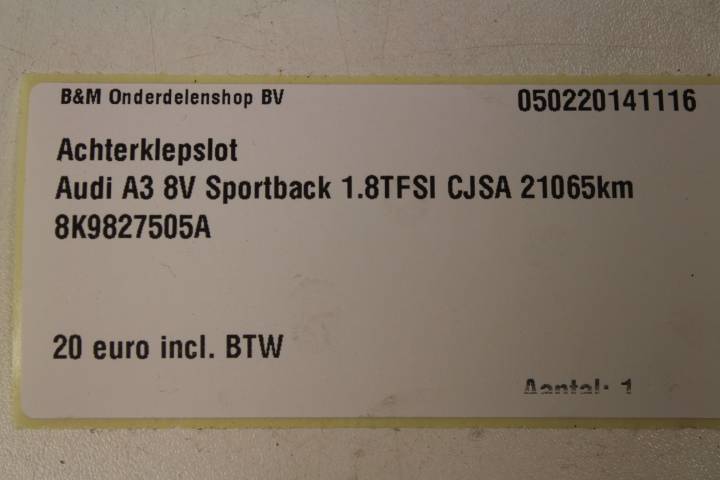 B&M Onderdelenshop BV 050220141116
Achterklepslot
Audi A3 8V Sportback 1.8TFSI CJSA 21065km
8K9827505A
20 euro incl. BTW
Aantal: 1